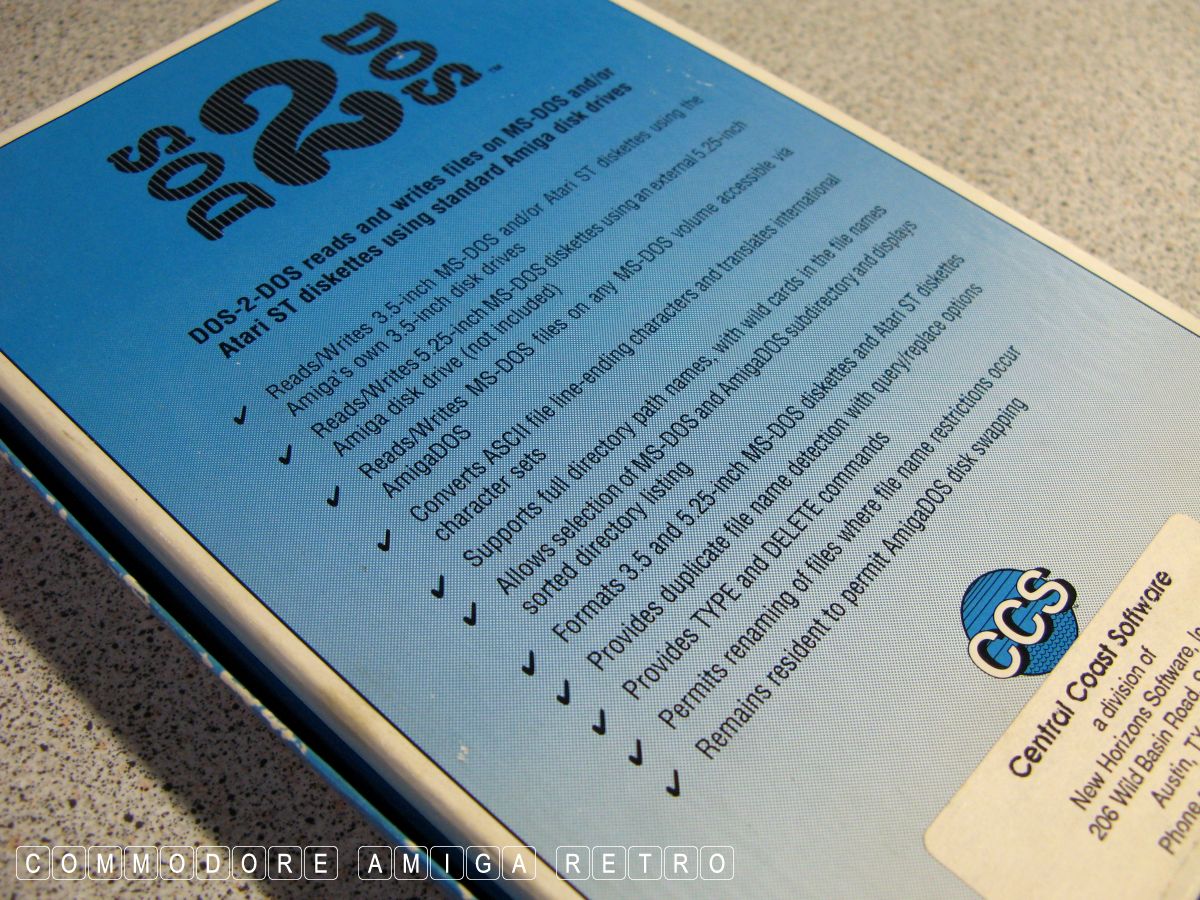 DOS
2
DOS™
DOS-2-DOS reads and writes files on MS-DOS and/or
Atari ST diskettes using standard Amiga disk drives
Reads/Writes 3.5-inch MS-DOS and/or Atari ST diskettes using the
Amiga's own 3.5-inch disk drives
Reads/Writes 5.25-inch MS-DOS diskettes using an external 5.25-inch
Amiga disk drive (not included)
Reads/Writes MS-DOS files on any MS-DOS volume accessible via
AmigaDOS
Converts ASCII file line-ending characters and translates international
character sets
Supports full directory path names, with wild cards in the file names
Allows selection of MS-DOS and AmigaDOS subdirectory and displays
sorted directory listing
Formats 3.5 and 5.25-inch MS-DOS diskettes and Atari ST diskettes
Provides duplicate file name detection with query/replace options
Provides TYPE and DELETE commands
Permits renaming of files where file name restrictions occur
Remains resident to permit AmigaDOS disk swapping
CCS
Central Coast Software
a division of
New Horizons Software,
206 Wild Basin Road,
Austin,
Phone
COMMODORE AMIGA RETRO